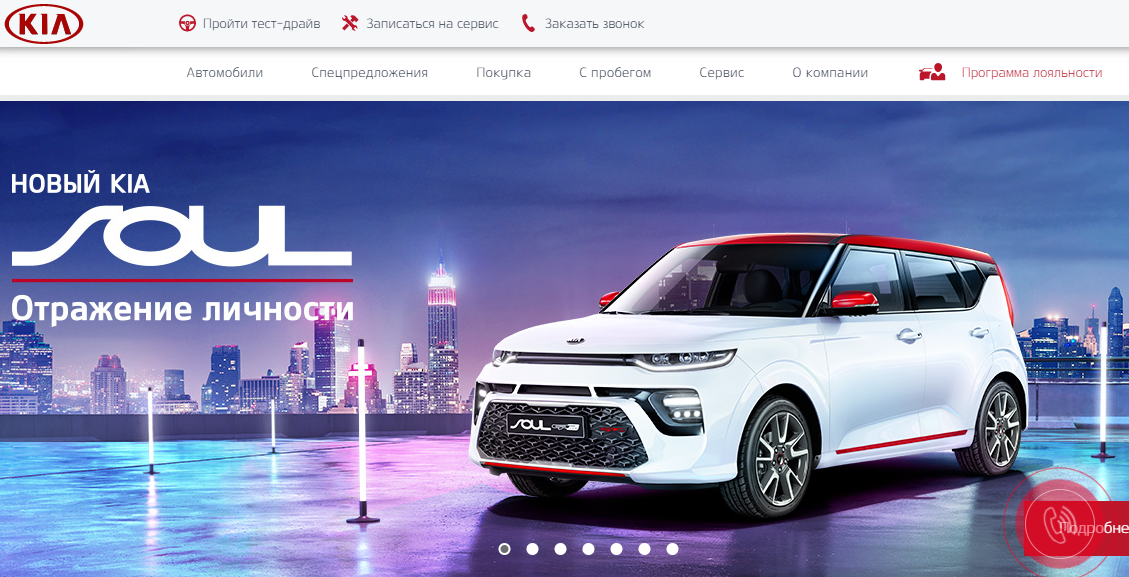 KIA
Пройти тест-драйв Записаться на сервис Заказать звонок
Автомобили Спецпредложения Покупка С пробегом Сервис О компании Программа лояльности
НОВЫЙ KIA
SOUL
Отражение личности
KIA
SOUL
Подробне